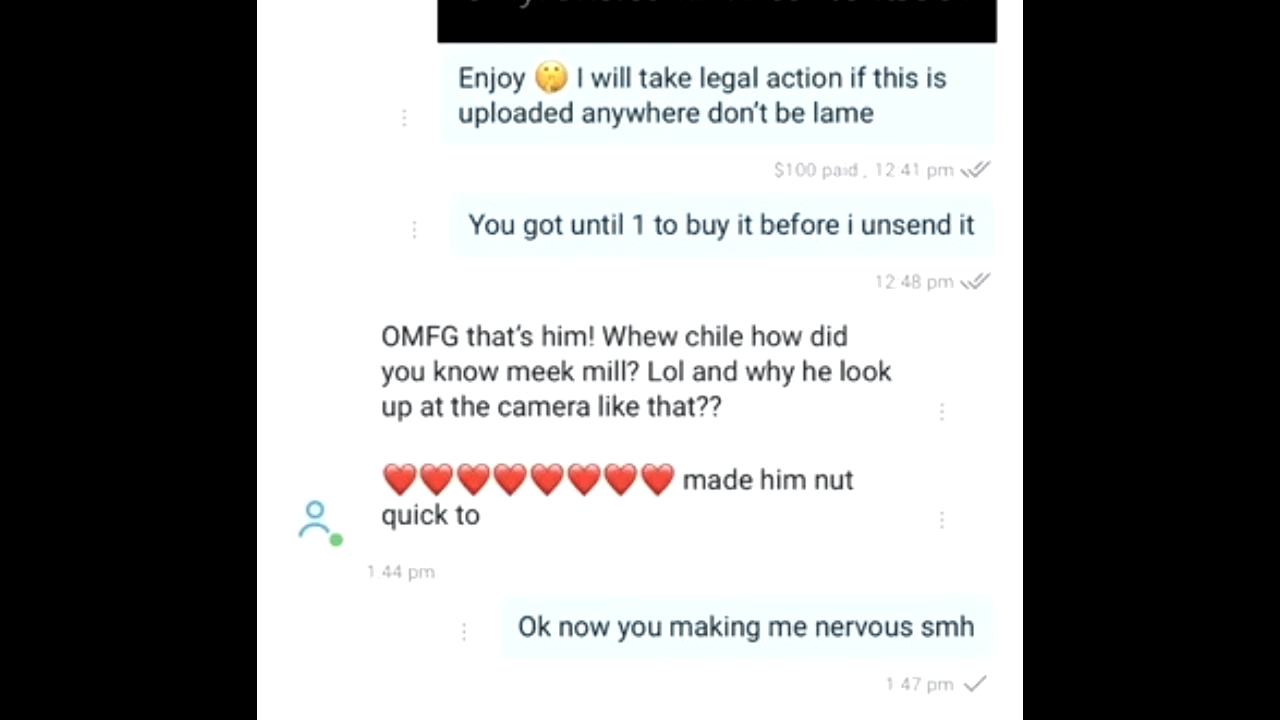 Enjoy 🤫 I will take legal action if this is
uploaded anywhere don't be lame
$100 paid, 12:41 pm
You got until 1 to buy it before i unsend it
12:48 pm
OMFG that's him! Whew chile how did
you know meek mill? Lol and why he look
up at the camera like that??
❤️❤️❤️❤️❤️❤️❤️❤️ made him nut
quick to
1:44 pm
Ok now you making me nervous smh
1:47 pm